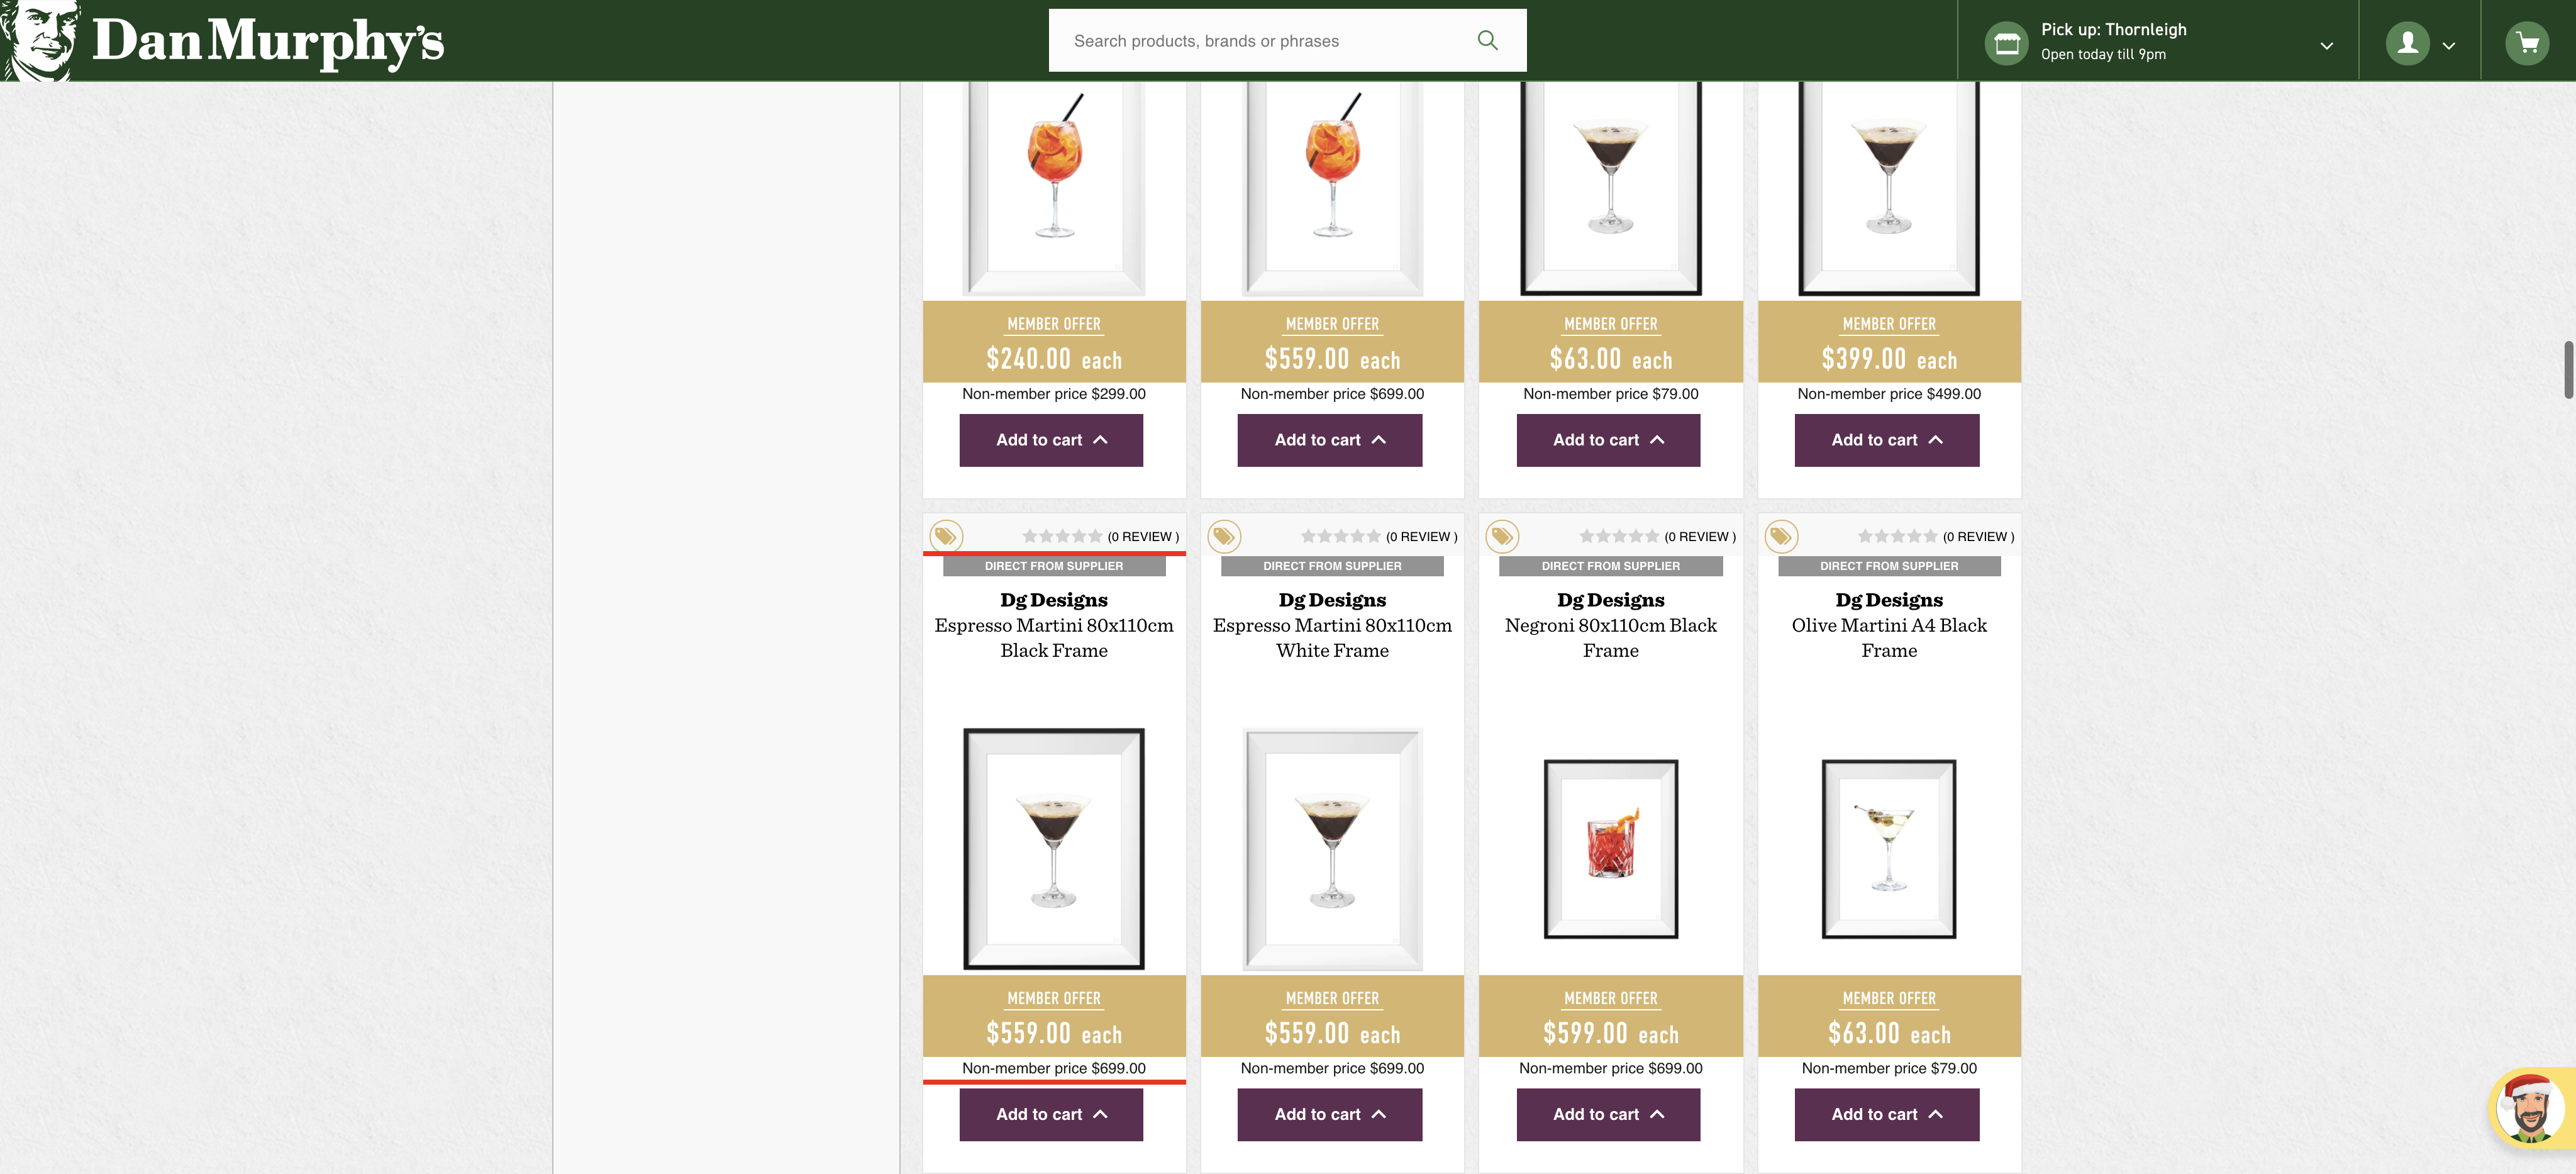 Dan Murphy's
Search products, brands or phrases
Pick up: Thornleigh
Open today till 9pm
MEMBER OFFER
$240.00 each
Non-member price $299.00
Add to cart
MEMBER OFFER
$559.00 each
Non-member price $699.00
Add to cart
MEMBER OFFER
$63.00 each
Non-member price $79.00
Add to cart
MEMBER OFFER
$399.00 each
Non-member price $499.00
Add to cart
(0 REVIEW )
DIRECT FROM SUPPLIER
Dg Designs
Espresso Martini 80x110cm
Black Frame
MEMBER OFFER
$559.00 each
Non-member price $699.00
Add to cart
(0 REVIEW )
DIRECT FROM SUPPLIER
Dg Designs
Espresso Martini 80x110cm
White Frame
MEMBER OFFER
$559.00 each
Non-member price $699.00
Add to cart
(0 REVIEW )
DIRECT FROM SUPPLIER
Dg Designs
Negroni 80x110cm Black
Frame
MEMBER OFFER
$599.00 each
Non-member price $699.00
Add to cart
(0 REVIEW )
DIRECT FROM SUPPLIER
Dg Designs
Olive Martini A4 Black
Frame
MEMBER OFFER
$63.00 each
Non-member price $79.00
Add to cart